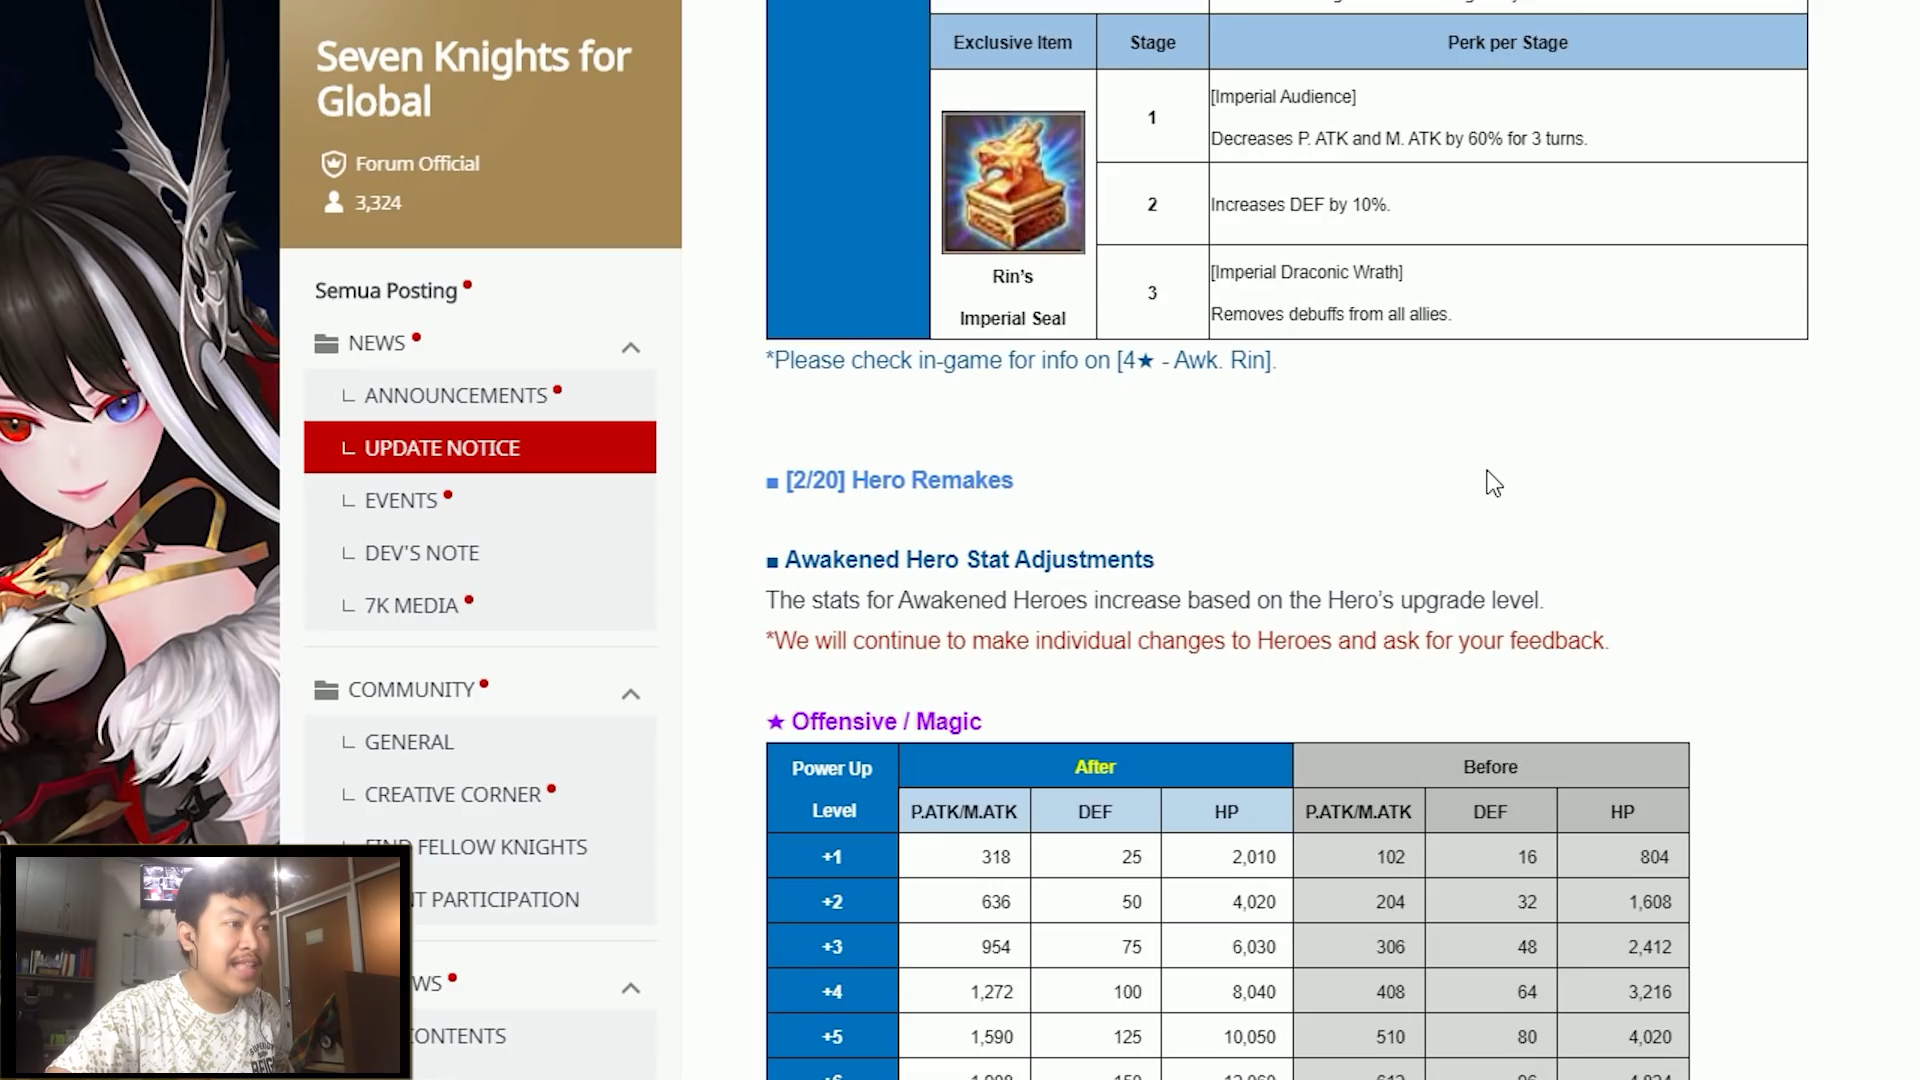 Seven Knights for
Global
Forum Official
3,324
Semua Posting
NEWS
ANNOUNCEMENTS
UPDATE NOTICE
EVENTS
DEV'S NOTE
7K MEDIA
COMMUNITY
GENERAL
CREATIVE CORNER
FELLOW KNIGHTS
PARTICIPATION
Exclusive Item Stage Perk per Stage
Rin's
Imperial Seal
1
[Imperial Audience]
Decreases P. ATK and M. ATK by 60% for 3 turns.
2 Increases DEF by 10%.
3
[Imperial Draconic Wrath]
Removes debuffs from all allies.
*Please check in-game for info on [4★ - Awk. Rin].
■ [2/20] Hero Remakes
■ Awakened Hero Stat Adjustments
The stats for Awakened Heroes increase based on the Hero's upgrade level.
*We will continue to make individual changes to Heroes and ask for your feedback.
★ Offensive / Magic
Power Up
Level
After Before
P.ATK/M.ATK DEF HP P.ATK/M.ATK DEF HP
+1 318 25 2,010 102 16 804
+2 636 50 4,020 204 32 1,608
+3 954 75 6,030 306 48 2,412
+4 1,272 100 8,040 408 64 3,216
+5 1,590 125 10,050 510 80 4,020